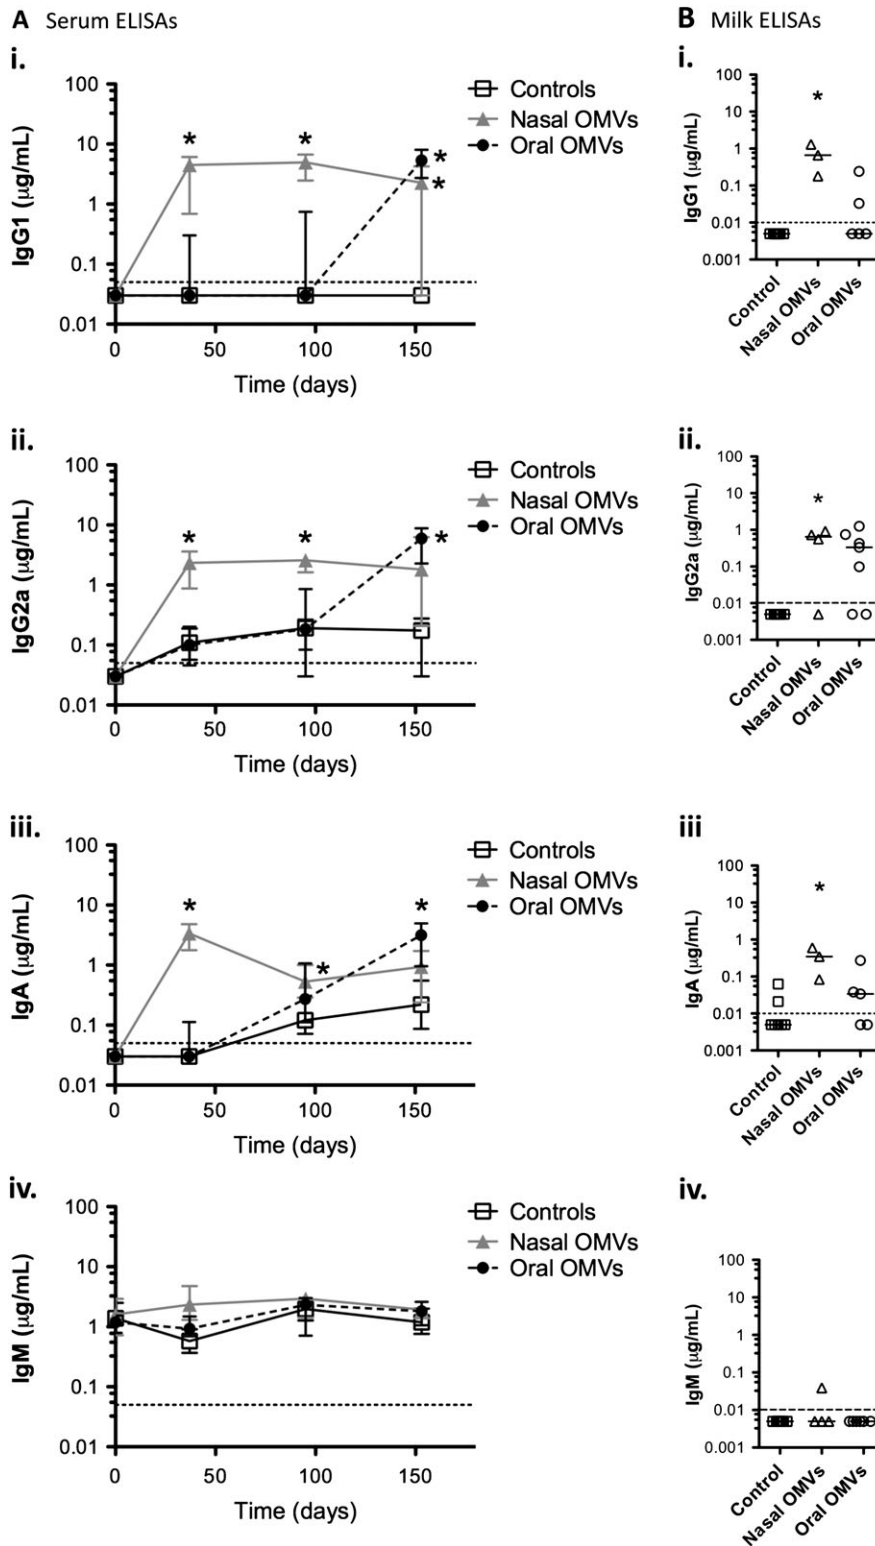 A Serum ELISAs
i.
IgG1 (μg/mL)
100
10
1
0.1
0.01
0 50 100 150
Time (days)
Controls
Nasal OMVs
Oral OMVs
* * * *
ii.
IgG2a (μg/mL)
100
10
1
0.1
0.01
0 50 100 150
Time (days)
Controls
Nasal OMVs
Oral OMVs
* * *
iii.
IgA (μg/mL)
100
10
1
0.1
0.01
0 50 100 150
Time (days)
Controls
Nasal OMVs
Oral OMVs
* * *
iv.
IgM (μg/mL)
100
10
1
0.1
0.01
0 50 100 150
Time (days)
Controls
Nasal OMVs
Oral OMVs
B Milk ELISAs
i.
IgG1 (μg/mL)
100
10
1
0.1
0.01
0.001
*
Control
Nasal OMVs
Oral OMVs
ii.
IgG2a (μg/mL)
100
10
1
0.1
0.01
0.001
*
Control
Nasal OMVs
Oral OMVs
iii
IgA (μg/mL)
100
10
1
0.1
0.01
0.001
*
Control
Nasal OMVs
Oral OMVs
iv.
IgM (μg/mL)
100
10
1
0.1
0.01
0.001
Control
Nasal OMVs
Oral OMVs